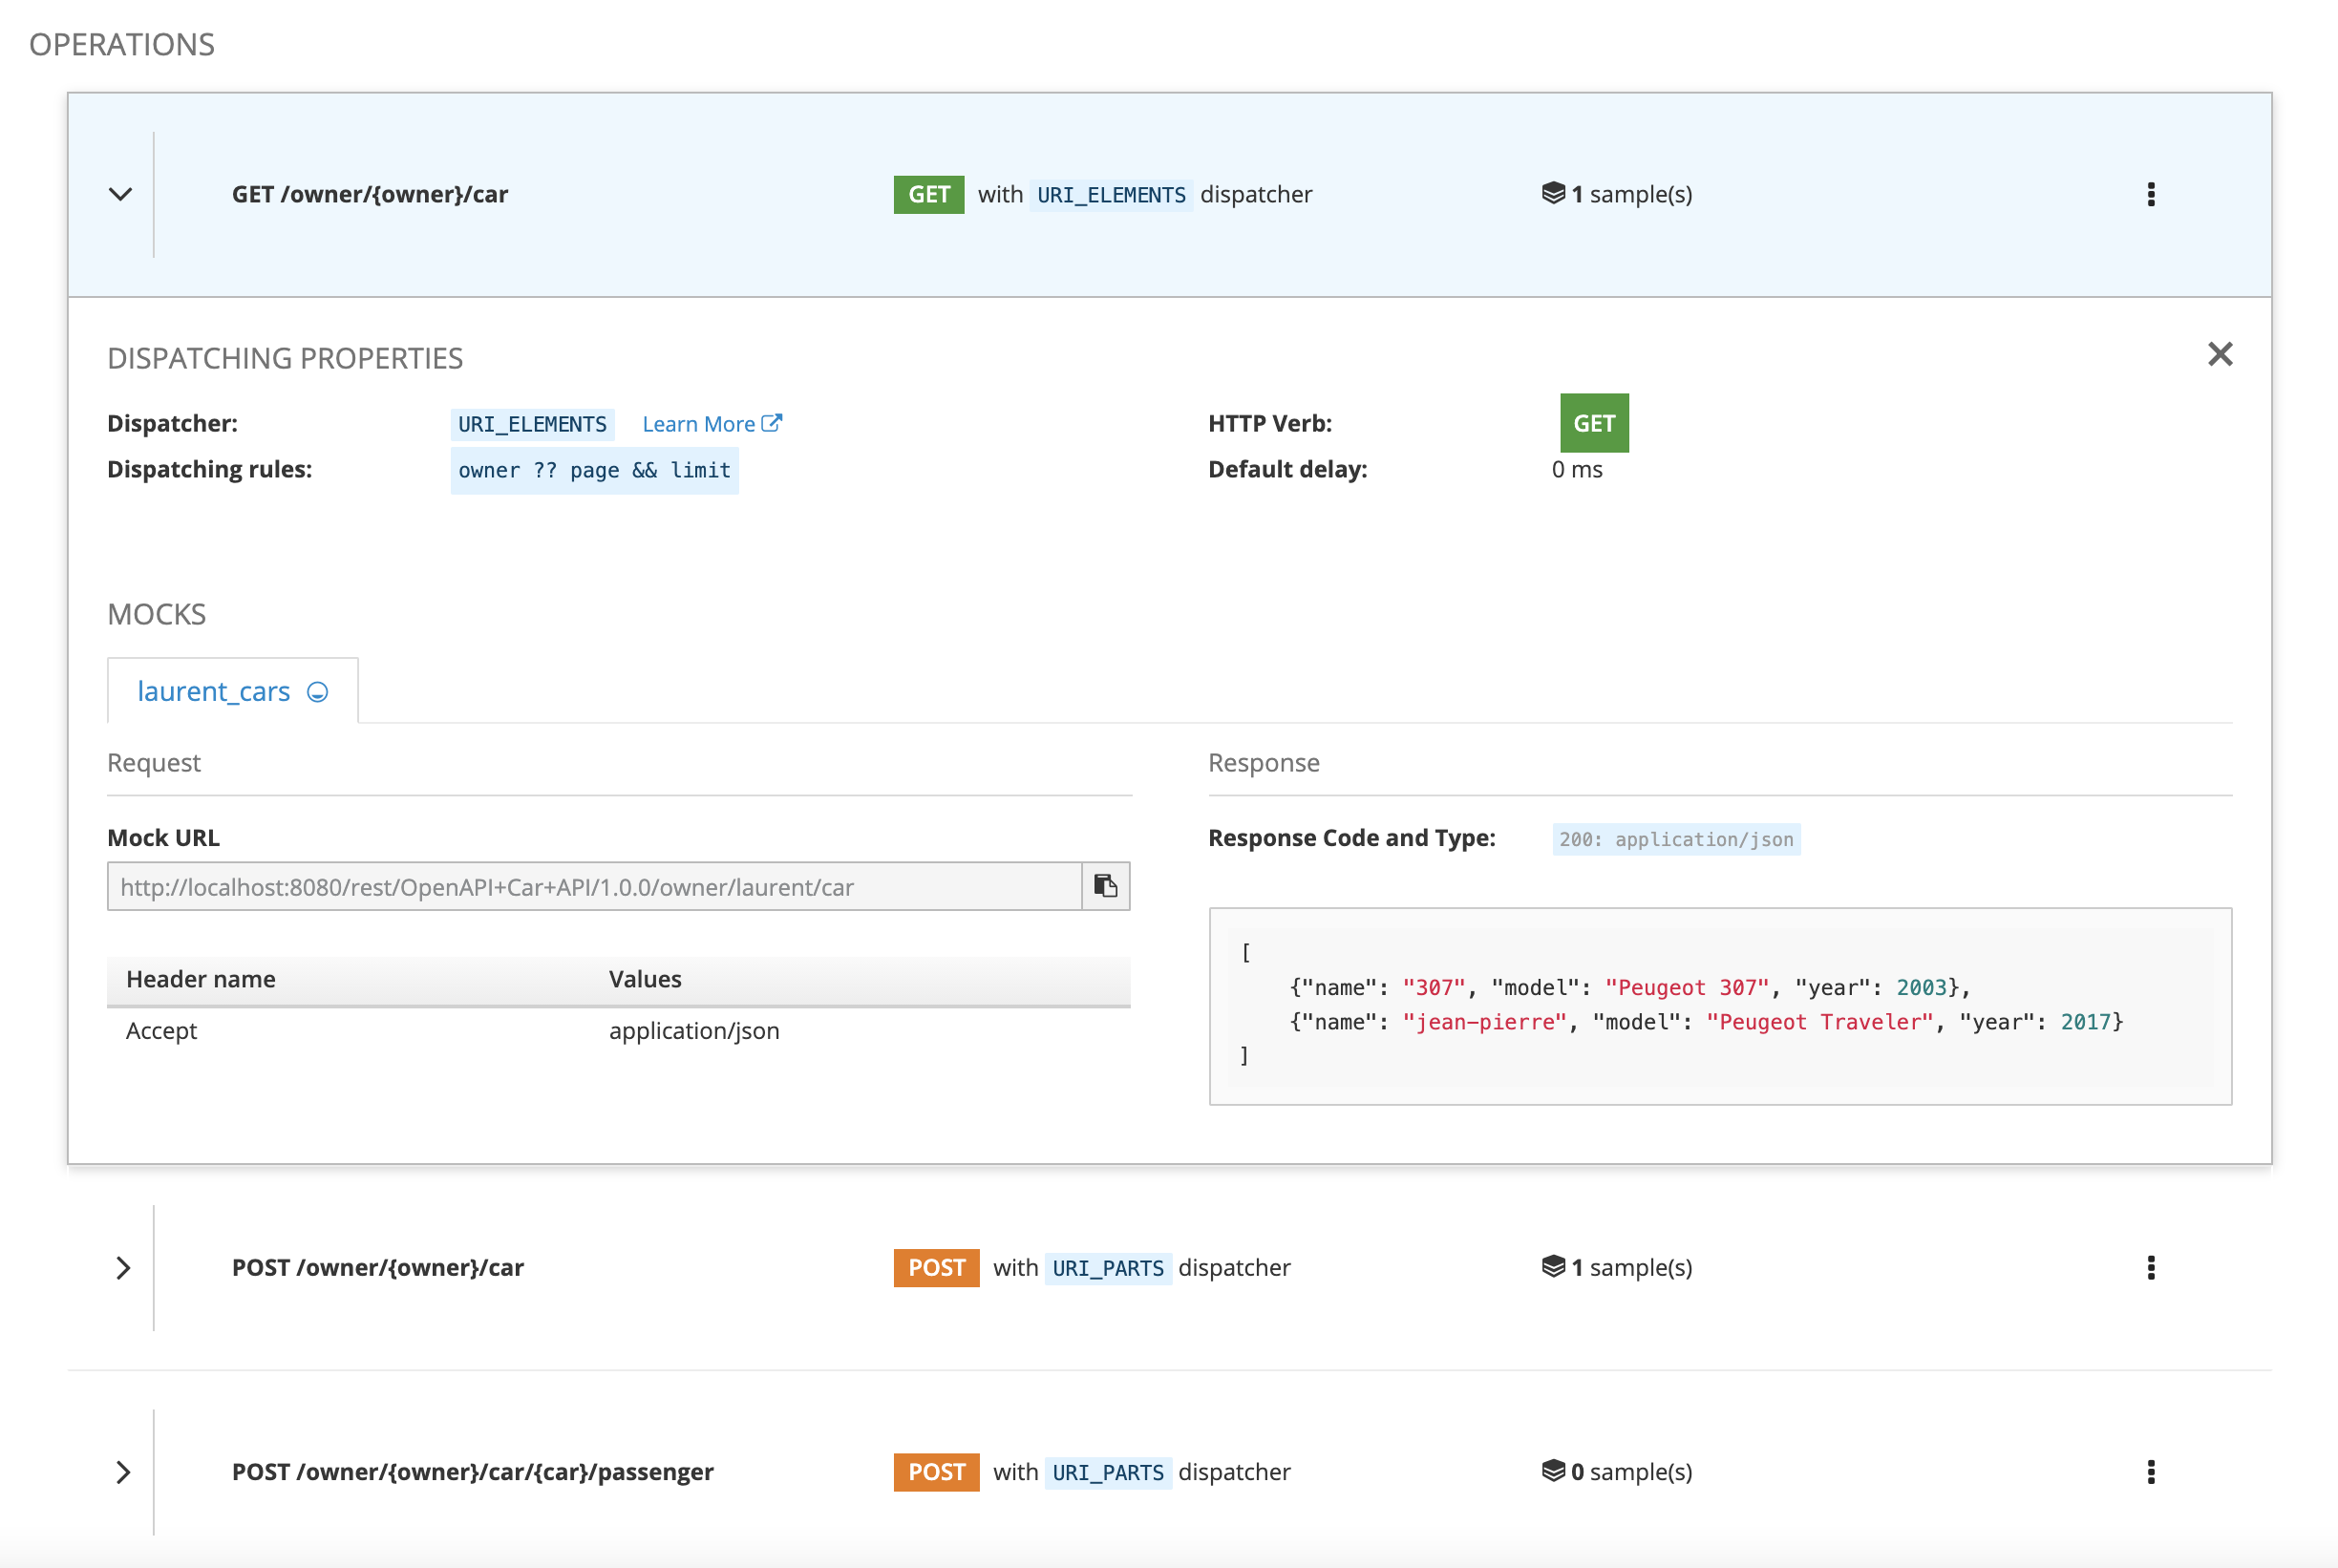 OPERATIONS
GET /owner/{owner}/car GET with URI_ELEMENTS dispatcher 1 sample(s)
DISPATCHING PROPERTIES
Dispatcher: URI_ELEMENTS Learn More HTTP Verb: GET
Dispatching rules: owner ?? page && limit Default delay: 0 ms
MOCKS
laurent_cars
Request Response
Mock URL Response Code and Type: 200: application/json
http://localhost:8080/rest/OpenAPI+Car+API/1.0.0/owner/laurent/car
Header name Values
Accept application/json
[
{"name": "307", "model": "Peugeot 307", "year": 2003},
{"name": "jean-pierre", "model": "Peugeot Traveler", "year": 2017}
]
POST /owner/{owner}/car POST with URI_PARTS dispatcher 1 sample(s)
POST /owner/{owner}/car/{car}/passenger POST with URI_PARTS dispatcher 0 sample(s)